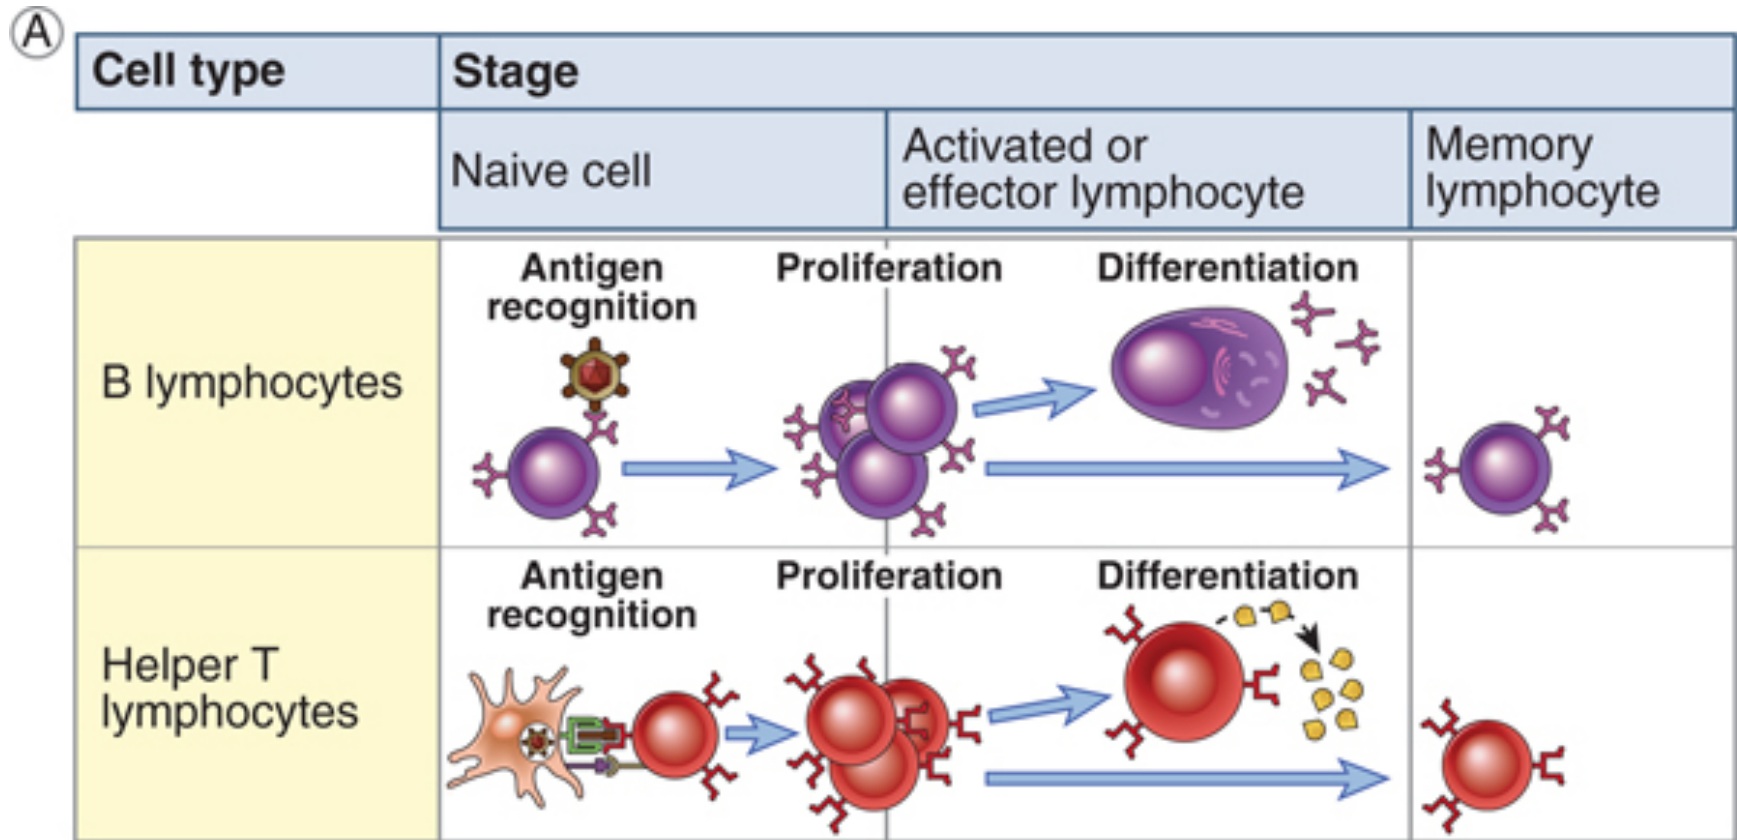 A
Cell type
Stage
Naive cell
Activated or
effector lymphocyte
Memory
lymphocyte
B lymphocytes
Antigen
recognition
Proliferation
Differentiation
Helper T
lymphocytes
Antigen
recognition
Proliferation
Differentiation